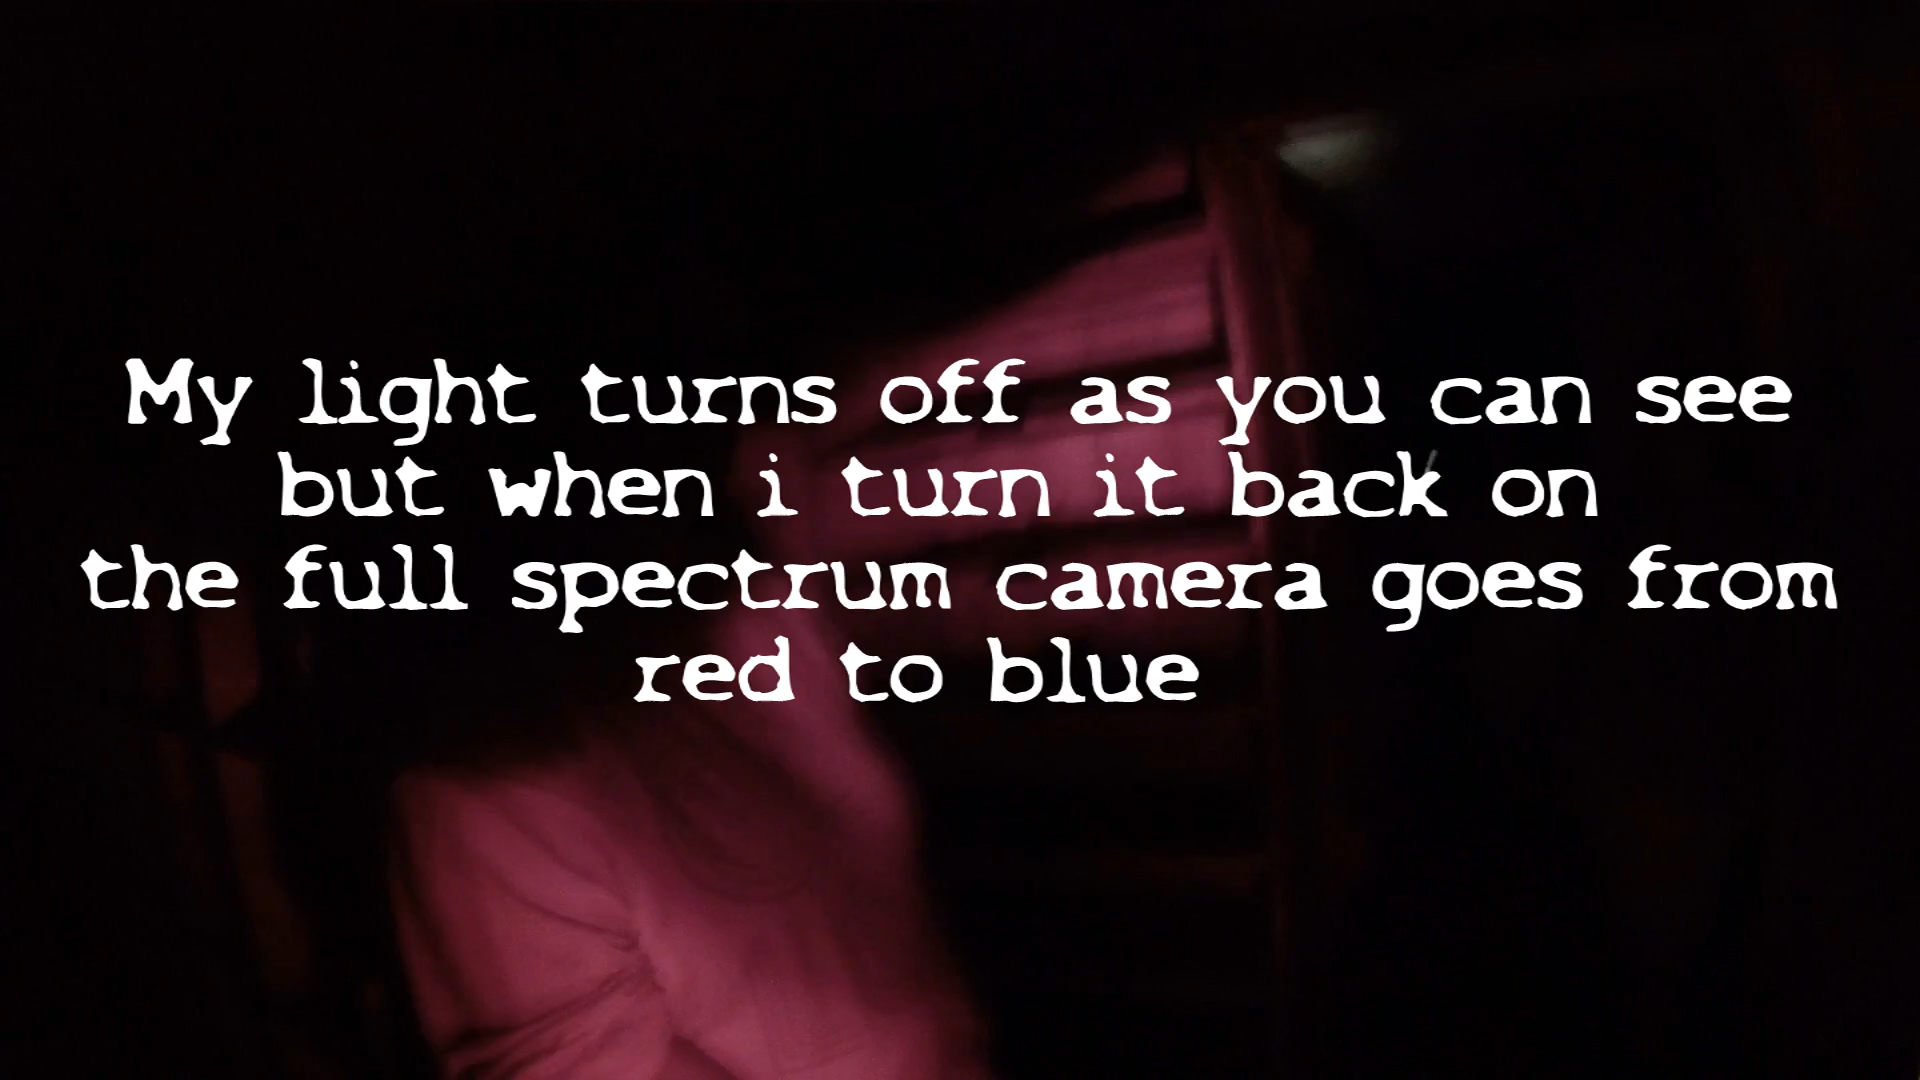 My light turns off as you can see
but when i turn it back on
the full spectrum camera goes from
red to blue